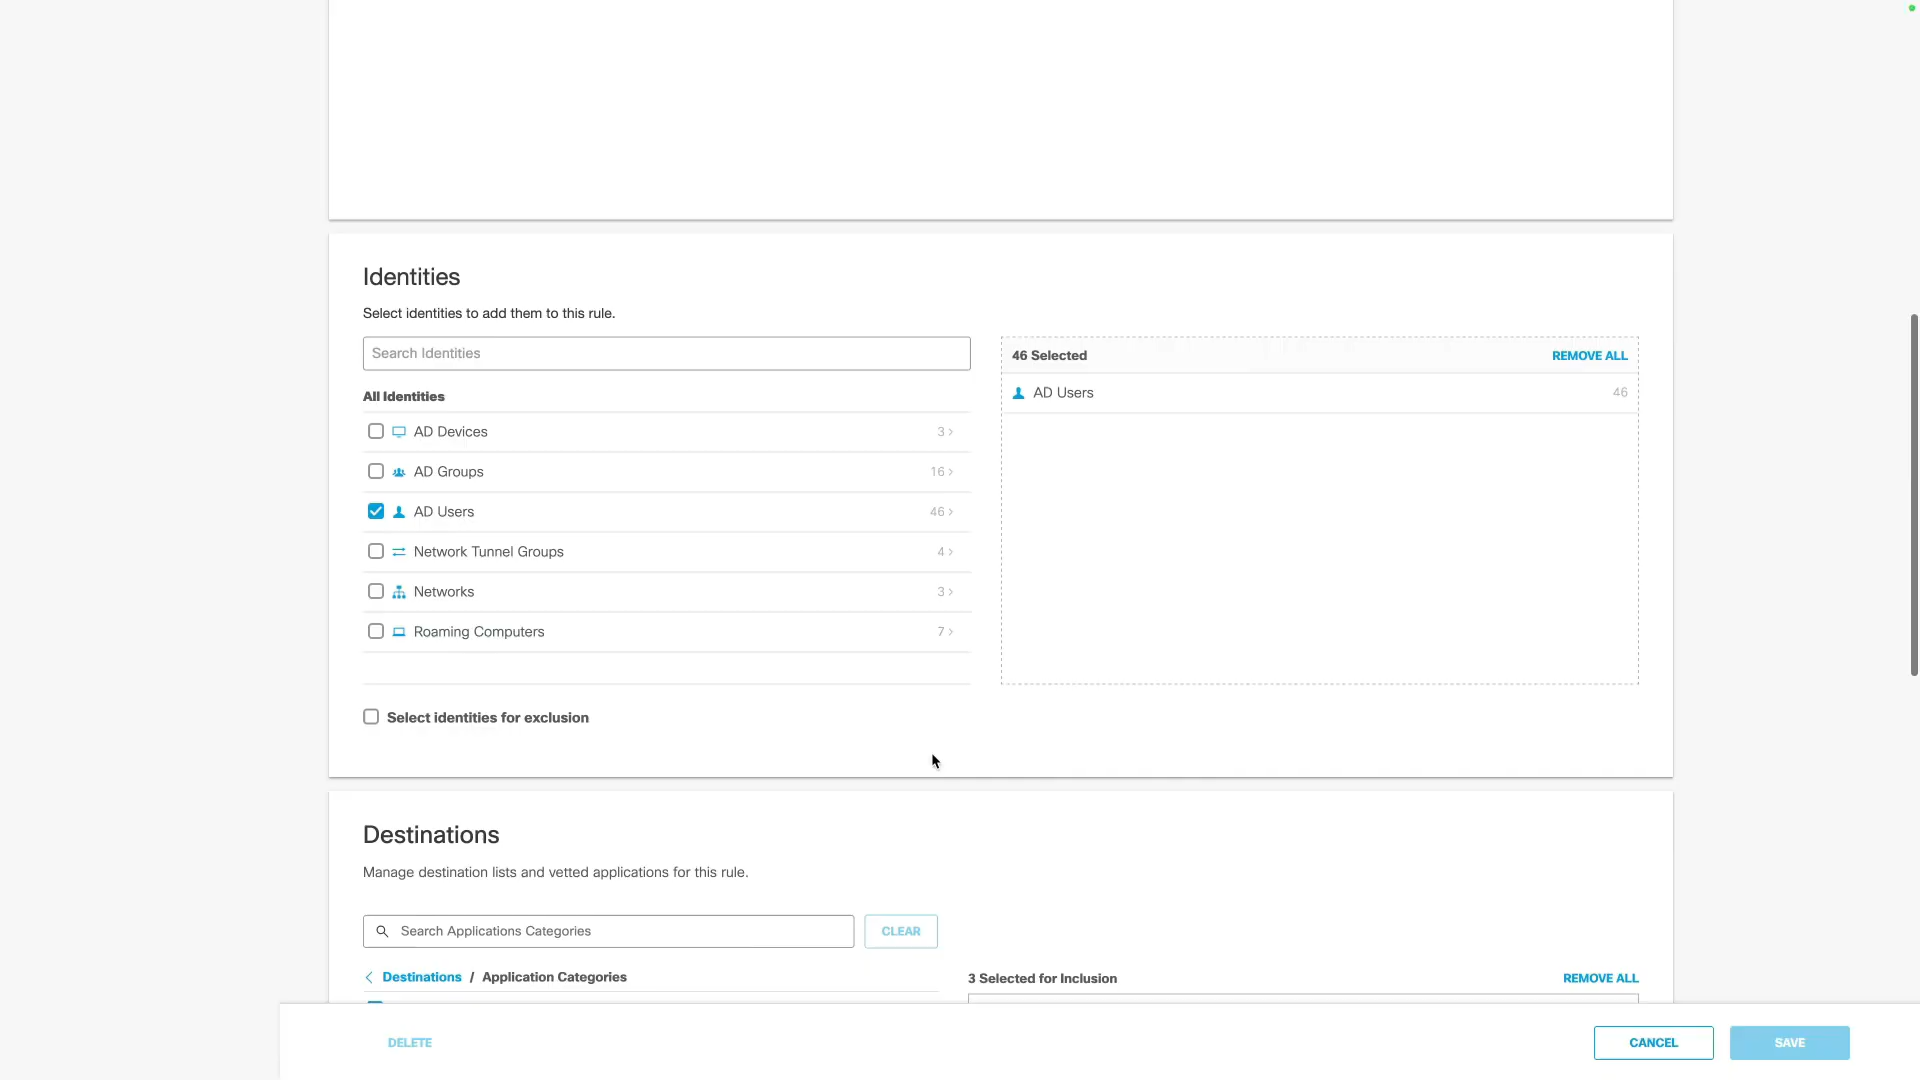 Identities
Select identities to add them to this rule.
Search Identities
46 Selected
REMOVE ALL
AD Users
46
All Identities
AD Devices
3
AD Groups
16
AD Users
46
Network Tunnel Groups
4
Networks
3
Roaming Computers
7
Select identities for exclusion
Destinations
Manage destination lists and vetted applications for this rule.
Search Applications Categories
CLEAR
Destinations / Application Categories
3 Selected for Inclusion
REMOVE ALL
DELETE
CANCEL
SAVE